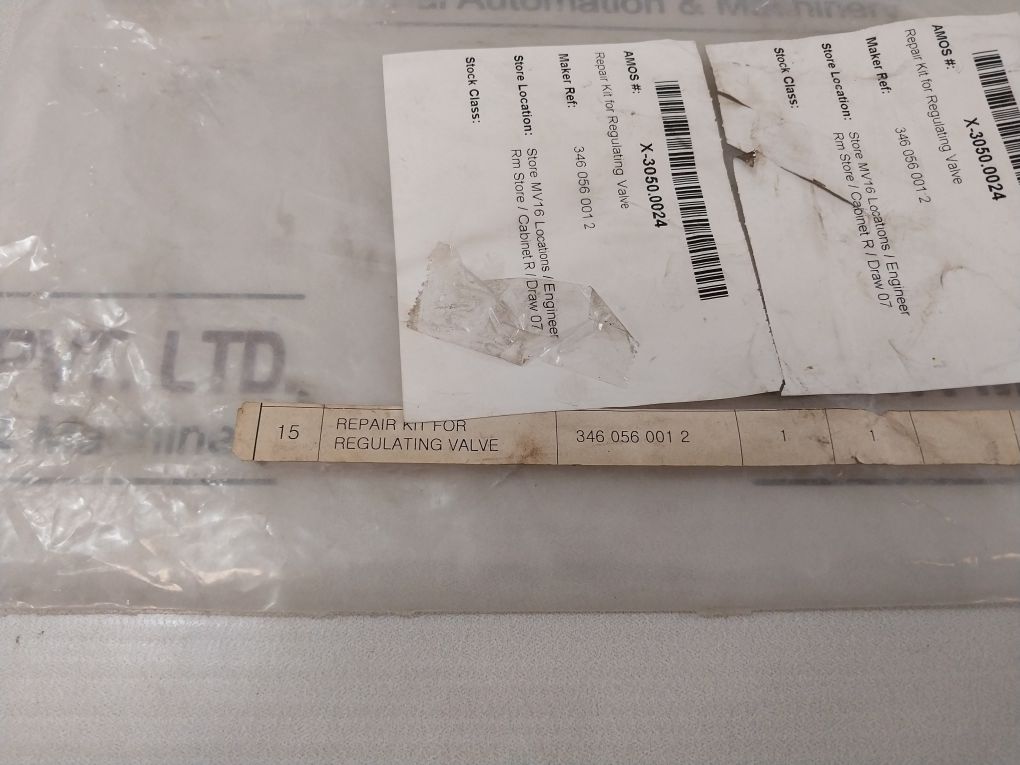 Automation & Machinery
AMOS #:
X-3050.0024
Repair Kit for Regulating Valve
Maker Ref: 346 056 001 2
Store Location: Store MV16 Locations / Engineer
Rm Store / Cabinet R / Draw 07
Stock Class:
AMOS #:
X-3050.0024
Repair Kit for Regulating Valve
Maker Ref: 346 056 001 2
Store Location: Store MV16 Locations / Engineer
Rm Store / Cabinet R / Draw 07
Stock Class:
PVT. LTD.
15 REPAIR KIT FOR
REGULATING VALVE 346 056 001 2 1 1